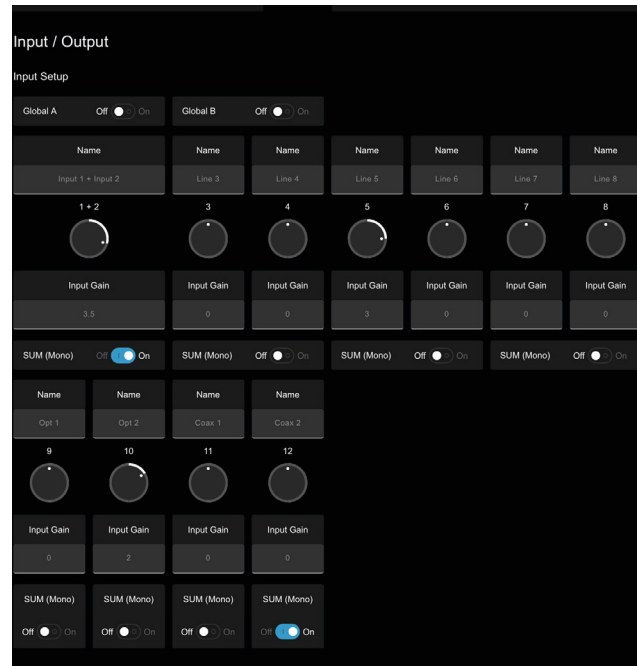 Input / Output
Input Setup
Global A Off On Global B Off On
Name Name Name Name Name Name Name
Input 1 + Input 2 Line 3 Line 4 Line 5 Line 6 Line 7 Line 8
1 + 2 3 4 5 6 7 8
Input Gain Input Gain Input Gain Input Gain Input Gain Input Gain Input Gain
3.5 0 0 3 0 0 0
SUM (Mono) Off On SUM (Mono) Off On SUM (Mono) Off On SUM (Mono) Off On
Name Name Name Name
Opt 1 Opt 2 Coax 1 Coax 2
9 10 11 12
Input Gain Input Gain Input Gain Input Gain
0 2 0 0
SUM (Mono) SUM (Mono) SUM (Mono) SUM (Mono)
Off On Off On Off On Off On